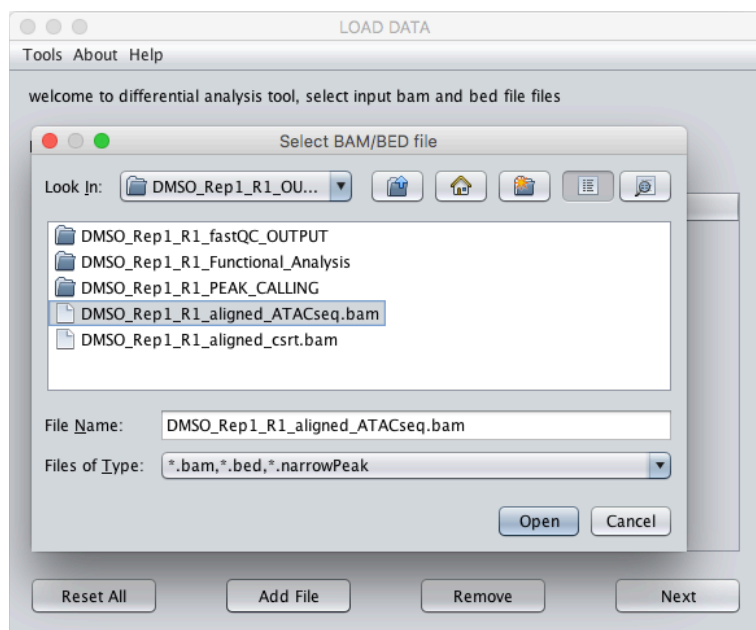 LOAD DATA
Tools About Help
welcome to differential analysis tool, select input bam and bed file files
Select BAM/BED file
Look In: DMSO_Rep1_R1_OU...
DMSO_Rep1_R1_fastQC_OUTPUT
DMSO_Rep1_R1_Functional_Analysis
DMSO_Rep1_R1_PEAK_CALLING
DMSO_Rep1_R1_aligned_ATACseq.bam
DMSO_Rep1_R1_aligned_csrt.bam
File Name: DMSO_Rep1_R1_aligned_ATACseq.bam
Files of Type: *.bam,*.bed,*.narrowPeak
Open Cancel
Reset All Add File Remove Next